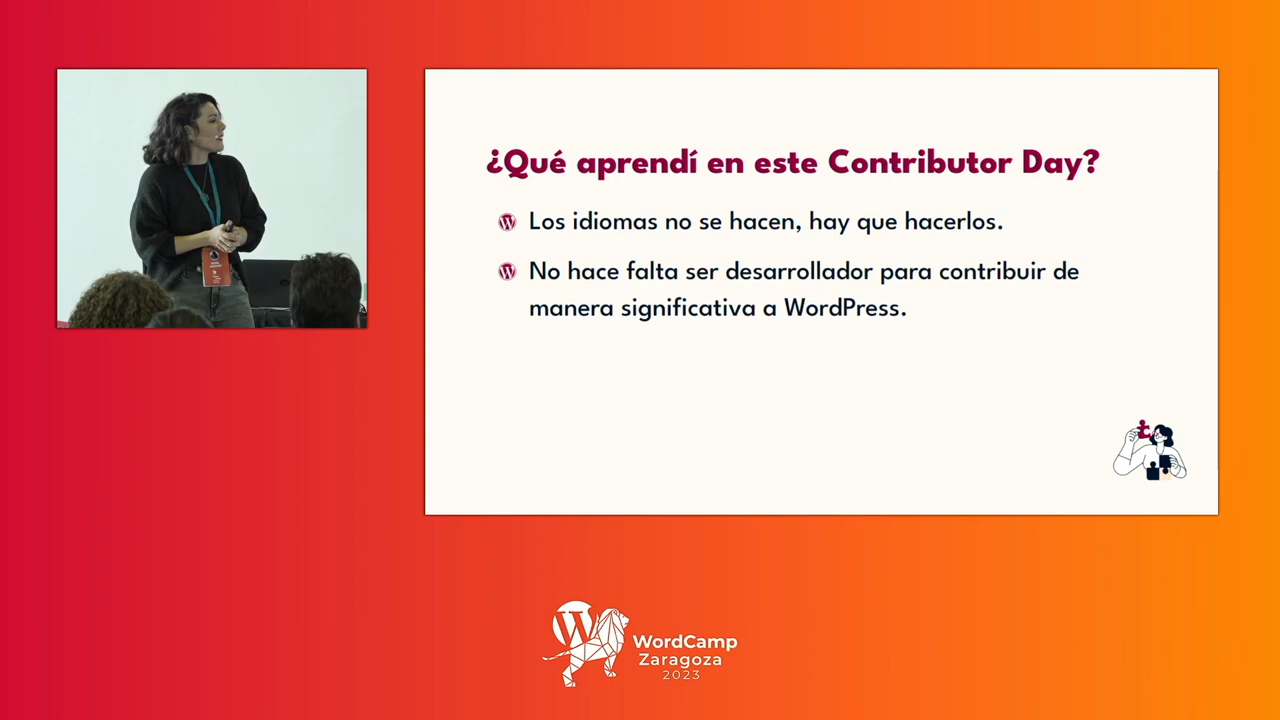 ¿Qué aprendí en este Contributor Day?
Los idiomas no se hacen, hay que hacerlos.
No hace falta ser desarrollador para contribuir de
manera significativa a WordPress.
WordCamp
Zaragoza
2023